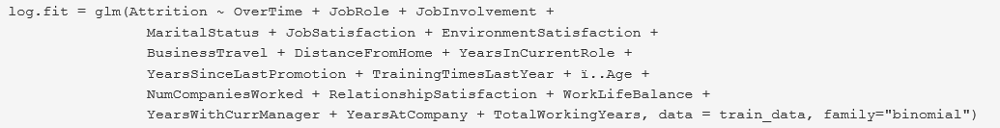 log.fit = glm(Attrition ~ OverTime + JobRole + JobInvolvement +
MaritalStatus + JobSatisfaction + EnvironmentSatisfaction +
BusinessTravel + DistanceFromHome + YearsInCurrentRole +
YearsSinceLastPromotion + TrainingTimesLastYear + ï..Age +
NumCompaniesWorked + RelationshipSatisfaction + WorkLifeBalance +
YearsWithCurrManager + YearsAtCompany + TotalWorkingYears, data = train_data, family="binomial")